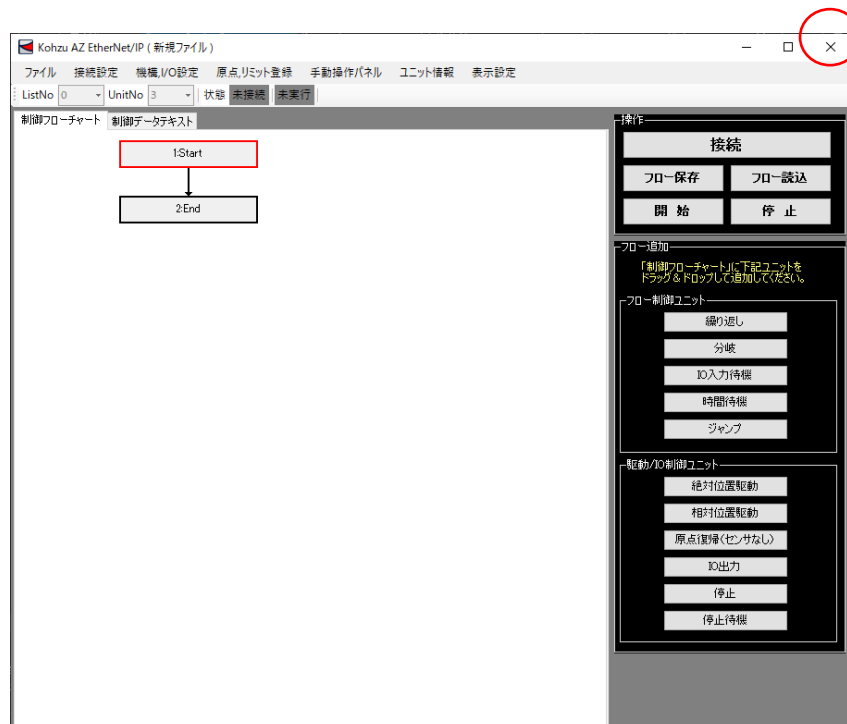 Kohzu AZ EtherNet/IP ( 新規ファイル )
ファイル 接続設定 機構,I/O設定 原点,リミット登録 手動操作パネル ユニット情報 表示設定
ListNo 0 UnitNo 3 状態 未接続 未実行
制御フローチャート 制御データテキスト
1:Start
2:End
操作
接続
フロー保存 フロー読込
開 始 停 止
フロー追加
「制御フローチャート」に下記ユニットを
ドラッグ & ドロップして追加してください。
フロー制御ユニット
繰り返し
分岐
IO入力待機
時間待機
ジャンプ
駆動/IO制御ユニット
絶対位置駆動
相対位置駆動
原点復帰(センサなし)
IO出力
停止
停止待機